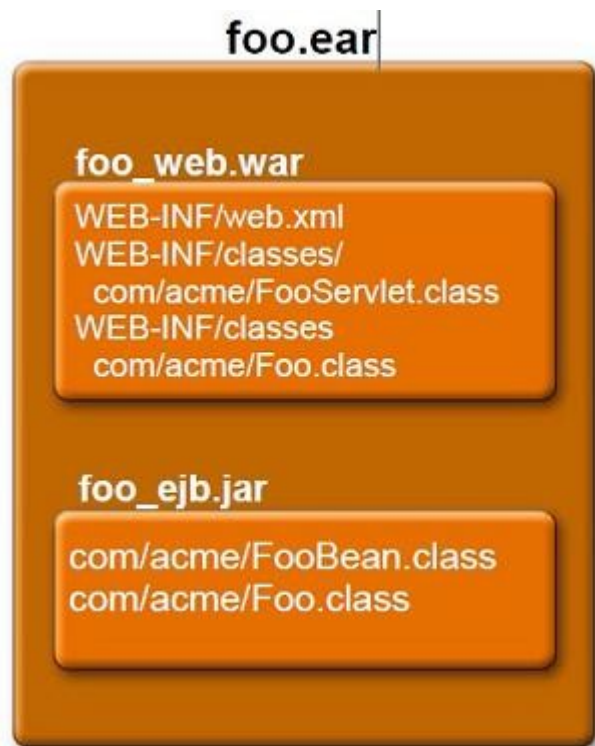 foo.ear
foo_web.war
WEB-INF/web.xml
WEB-INF/classes/
com/acme/FooServlet.class
WEB-INF/classes
com/acme/Foo.class
foo_ejb.jar
com/acme/FooBean.class
com/acme/Foo.class